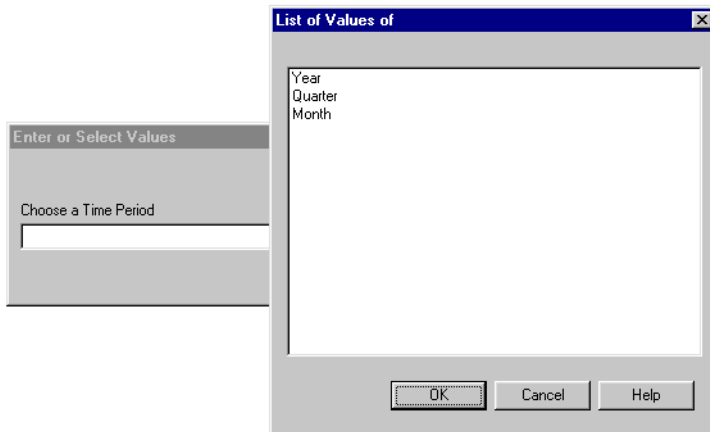 List of Values of
Year
Quarter
Month
Enter or Select Values
Choose a Time Period
OK
Cancel
Help